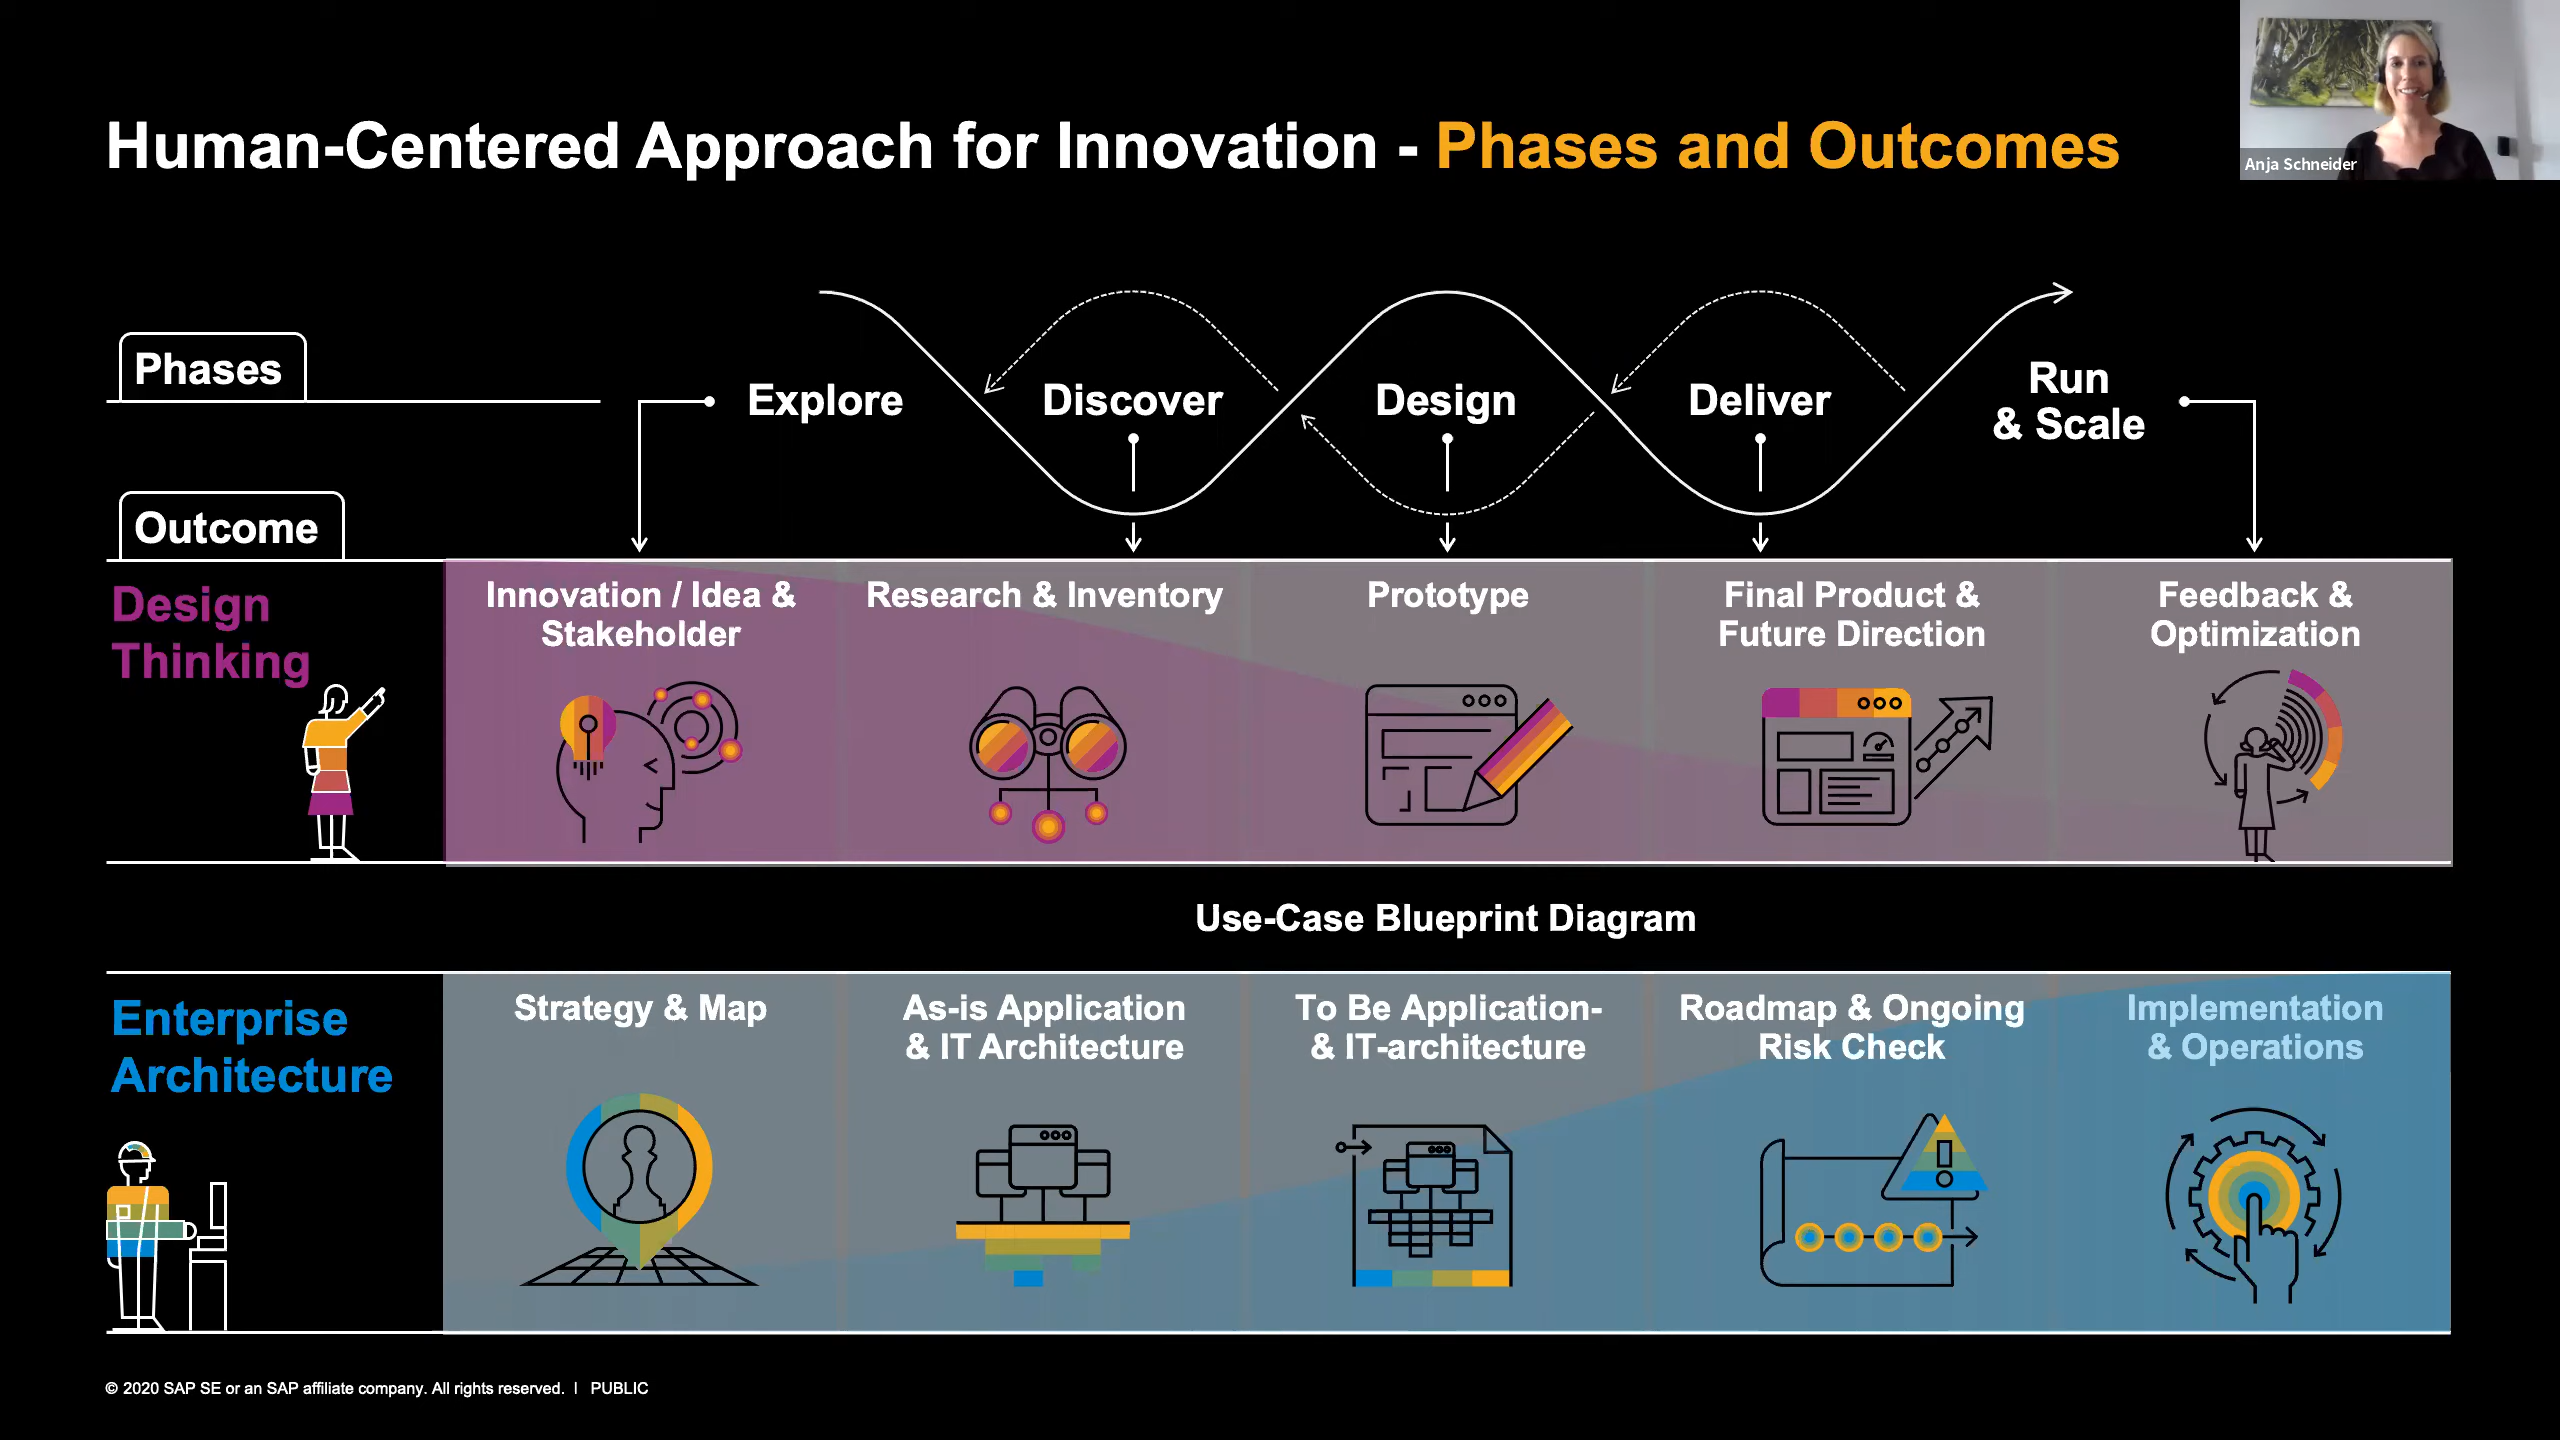 Human-Centered Approach for Innovation - Phases and Outcomes
Anja Schneider
Phases
Explore
Discover
Design
Deliver
Run
& Scale
Outcome
Design
Thinking
Innovation / Idea &
Stakeholder
Research & Inventory
Prototype
Final Product &
Future Direction
Feedback &
Optimization
Use-Case Blueprint Diagram
Enterprise
Architecture
Strategy & Map
As-is Application
& IT Architecture
To Be Application-
& IT-architecture
Roadmap & Ongoing
Risk Check
Implementation
& Operations
© 2020 SAP SE or an SAP affiliate company. All rights reserved. | PUBLIC